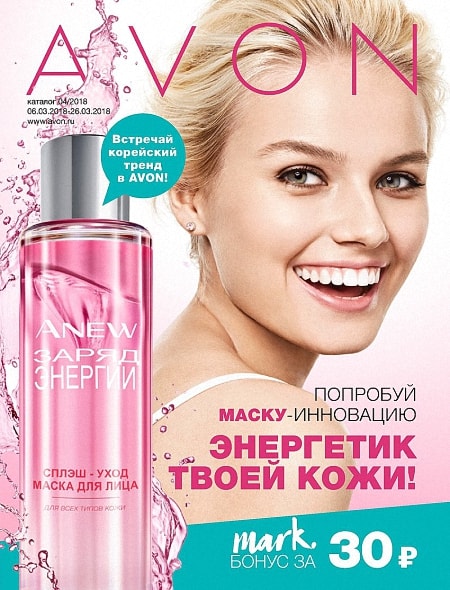 AVON
каталог 04/2018
06.03.2018-26.03.2018
www.avon.ru
Встречай
корейский
тренд
в AVON!
ANEW
ЗАРЯД
ЭНЕРГИИ
СПЛЭШ - УХОД
МАСКА ДЛЯ ЛИЦА
ДЛЯ ВСЕХ ТИПОВ КОЖИ
ПОПРОБУЙ
МАСКУ-ИННОВАЦИЮ
ЭНЕРГЕТИК
ТВОЕЙ КОЖИ!
mark.
БОНУС ЗА 30 ₽